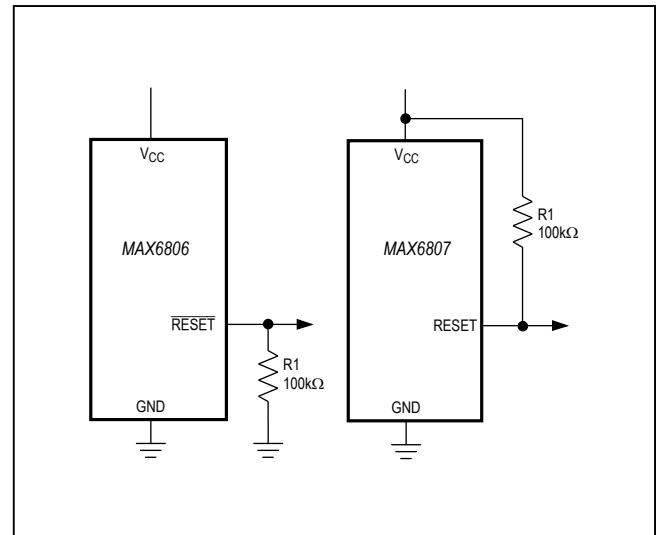 VCC
MAX6806
RESET
R1
100kΩ
GND
VCC
MAX6807
R1
100kΩ
RESET
GND